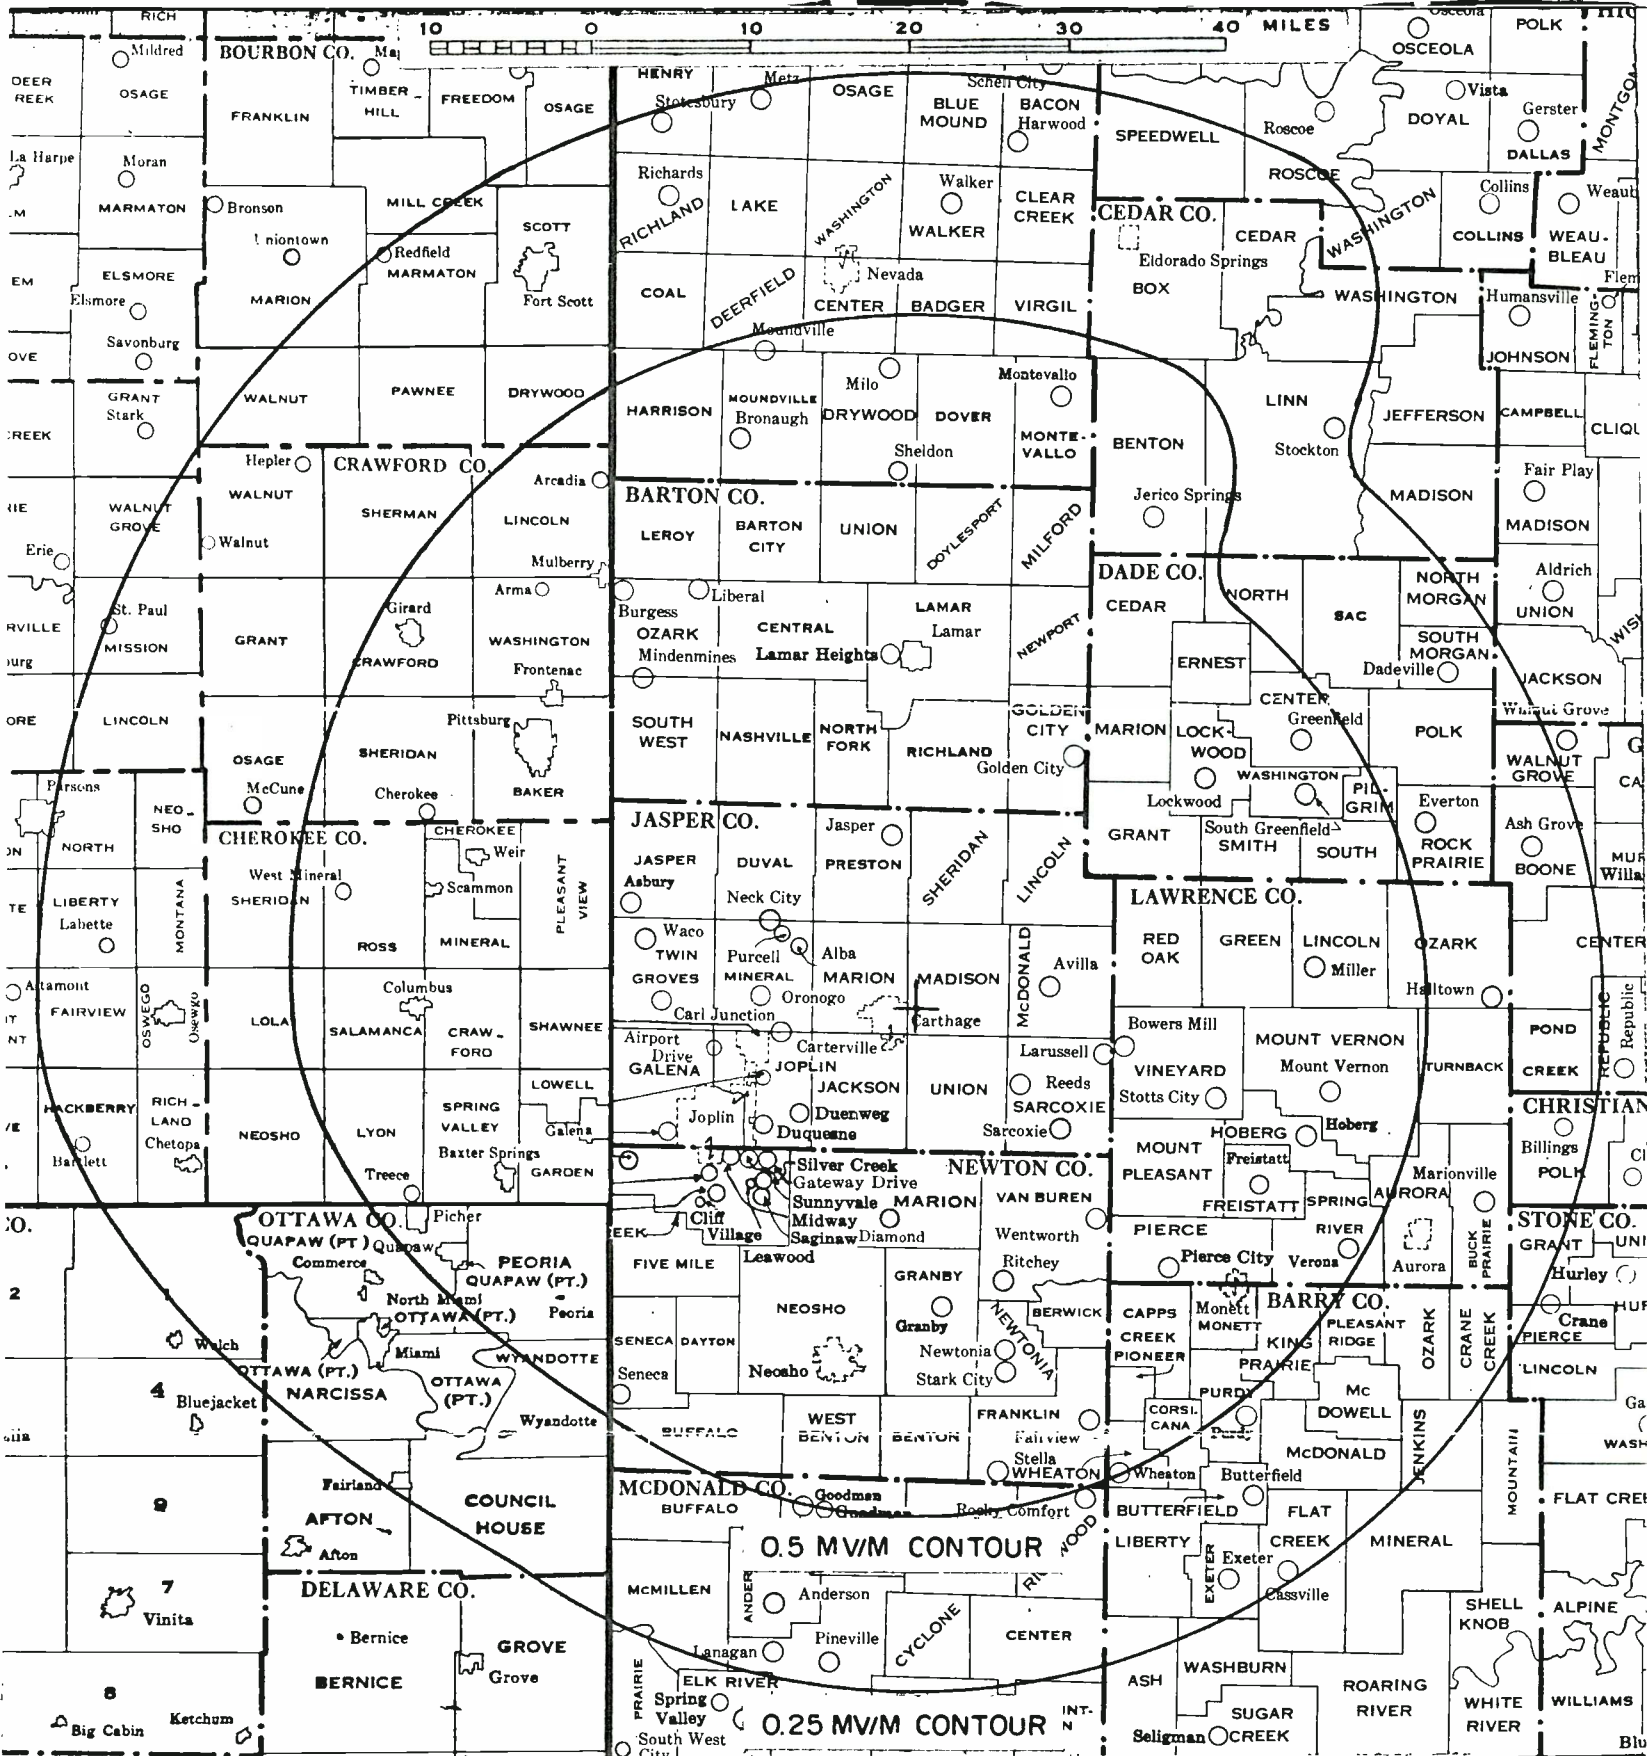 RICH
10 0 10 20 30 40 MILES
Osceola
POLK
Mildred
BOURBON CO.
OSCEOLA
DEER
REEK
OSAGE
TIMBER
HILL
FREEDOM
OSAGE
FRANKLIN
HENRY
Metz
Stotesbury
OSAGE
Schell City
BLUE
MOUND
BACON
Harwood
SPEEDWELL
Roscoe
Vista
DOYAL
Gerster
DALLAS
MONTGOM
La Harpe
Moran
MARMATON
Bronson
MILL CREEK
SCOTT
Uniontown
Redfield
MARMATON
Fort Scott
MARION
Richards
RICHLAND
LAKE
WASHINGTON
Walker
WALKER
CLEAR
CREEK
CEDAR CO.
CEDAR
ROSCOE
WASHINGTON
Collins
COLLINS
Weaub
WEAU-
BLEAU
EM
ELSMORE
Elsmore
Savonburg
COAL
DEERFIELD
Nevada
CENTER
BADGER
VIRGIL
Eldorado Springs
BOX
WASHINGTON
Humansville
Flem
FLEMING-
TON
JOHNSON
OVE
GRANT
Stark
CREEK
WALNUT
PAWNEE
DRYWOOD
Moundville
HARRISON
MOUNDVILLE
Bronaugh
Milo
DRYWOOD
DOVER
Sheldon
Montevallo
MONTE-
VALLO
BENTON
LINN
Stockton
JEFFERSON
CAMPBELL
CLIQU
Hepler
CRAWFORD CO.
Arcadia
WALNUT
SHERMAN
LINCOLN
BARTON CO.
LEROY
BARTON
CITY
UNION
DOYLESPORT
MILFORD
Jerico Springs
MADISON
Fair Play
MADISON
WALNUT
GROVE
Erie
Walnut
Mulberry
Arma
Burgess
Liberal
DADE CO.
CEDAR
NORTH
SAC
NORTH
MORGAN
Aldrich
UNION
RVILLE
St. Paul
MISSION
GRANT
Girard
CRAWFORD
WASHINGTON
Frontenac
OZARK
Mindenmines
CENTRAL
Lamar Heights
LAMAR
Lamar
NEWPORT
ERNEST
SOUTH
MORGAN
Dadeville
JACKSON
Walnut Grove
ORE
LINCOLN
OSAGE
SHERIDAN
Pittsburg
BAKER
SOUTH
WEST
NASHVILLE
NORTH
FORK
RICHLAND
GOLDEN
CITY
Golden City
MARION
LOCK-
WOOD
Lockwood
CENTER
Greenfield
WASHINGTON
PIL-
GRIM
POLK
WALNUT
GROVE
Parsons
NEO-
SHO
McCune
Cherokee
CHEROKEE CO.
CHEROKEE
Weir
JASPER CO.
JASPER
Asbury
DUVAL
Jasper
PRESTON
SHERIDAN
LINCOLN
GRANT
South Greenfield
SMITH
SOUTH
Everton
ROCK
PRAIRIE
Ash Grove
BOONE
NORTH
LIBERTY
Labette
MONTANA
West Mineral
SHERIDAN
Scammon
PLEASANT
VIEW
ROSS
MINERAL
Neck City
Waco
TWIN
GROVES
Purcell
MINERAL
Alba
MARION
MADISON
McDONALD
Avilla
LAWRENCE CO.
RED
OAK
GREEN
LINCOLN
Miller
OZARK
Halltown
CENTER
Altamont
FAIRVIEW
OSWEGO
Oswego
LOLA
Columbus
SALAMANCA
CRAW-
FORD
SHAWNEE
Oronogo
Carl Junction
Airport
Drive
GALENA
Carthage
Carterville
Larussell
Bowers Mill
VINEYARD
Stotts City
MOUNT VERNON
Mount Vernon
TURNBACK
POND
CREEK
REPUBLIC
Republic
HACKBERRY
RICH-
LAND
Chetopa
Bartlett
NEOSHO
LYON
Treece
SPRING
VALLEY
Baxter Springs
LOWELL
Galena
GARDEN
JOPLIN
Joplin
JACKSON
Duenweg
Duquesne
UNION
Reeds
SARCOXIE
Sarcoxie
MOUNT
PLEASANT
HOBERG
Hoberg
Freistatt
FREISTATT
Marionville
CHRISTIAN
Billings
POLK
Silver Creek
Gateway Drive
Sunnyvale
Midway
Saginaw
Cliff
Village
Leawood
Diamond
NEWTON CO.
MARION
VAN BUREN
Wentworth
PIERCE
Pierce City
SPRING
RIVER
Verona
AURORA
Aurora
BUCK
PRAIRIE
STONE CO.
GRANT
Hurley
OTTAWA CO.
QUAPAW (PT.)
Quapaw
Picher
Commerce
PEORIA
QUAPAW (PT.)
Peoria
North Miami
OTTAWA (PT.)
Miami
FIVE MILE
GRANBY
Granby
Ritchey
BERWICK
NEOSHO
Neosho
NEWTONIA
Newtonia
Stark City
CAPPS
CREEK
PIONEER
Monett
MONETT
BARRY CO.
KING
PRAIRIE
PLEASANT
RIDGE
OZARK
CRANE
CREEK
Crane
PIERCE
LINCOLN
2
Welch
4
Bluejacket
OTTAWA (PT.)
NARCISSA
OTTAWA
(PT.)
WYANDOTTE
Wyandotte
SENECA
Seneca
DAYTON
BUFFALO
WEST
BENTON
BENTON
FRANKLIN
Fairview
Stella
WHEATON
Wheaton
CORSI-
CANA
PURDY
Purdy
Mc
DOWELL
McDONALD
JENKINS
MOUNTAIN
Fairland
9
AFTON
Afton
COUNCIL
HOUSE
MCDONALD CO.
BUFFALO
Goodman
Goodman
Rocky Comfort
0.5 MV/M CONTOUR
BUTTERFIELD
Butterfield
LIBERTY
FLAT
CREEK
MINERAL
FLAT CREE
EXETER
Exeter
Cassville
7
Vinita
DELAWARE CO.
Bernice
BERNICE
GROVE
Grove
McMILLEN
Anderson
Lanagan
Pineville
CYCLONE
CENTER
SHELL
KNOB
ALPINE
8
Big Cabin
Ketchum
PRAIRIE
ELK RIVER
Spring
Valley
South West
City
0.25 MV/M CONTOUR
ASH
WASHBURN
Seligman
SUGAR
CREEK
ROARING
RIVER
WHITE
RIVER
WILLIAMS